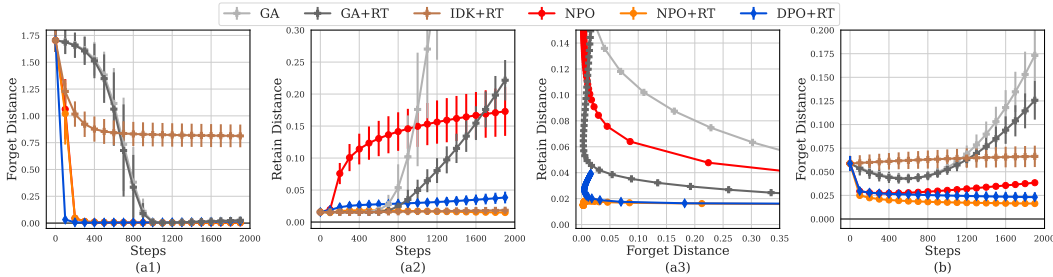 GA GA+RT IDK+RT NPO NPO+RT DPO+RT
Forget Distance
1.75
1.50
1.25
1.00
0.75
0.50
0.25
0.00
0 400 800 1200 1600 2000
Steps
(a1)
Retain Distance
0.30
0.25
0.20
0.15
0.10
0.05
0.00
0 400 800 1200 1600 2000
Steps
(a2)
Retain Distance
0.14
0.12
0.10
0.08
0.06
0.04
0.02
0.00
0.00 0.05 0.10 0.15 0.20 0.25 0.30 0.35
Forget Distance
(a3)
Forget Distance
0.200
0.175
0.150
0.125
0.100
0.075
0.050
0.025
0.000
0 400 800 1200 1600 2000
Steps
(b)